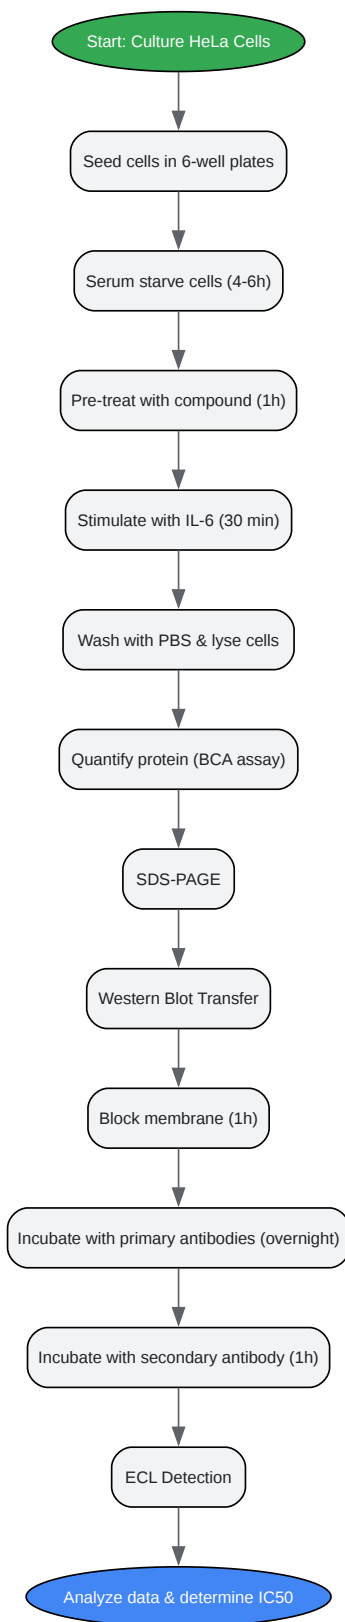 Start: Culture HeLa Cells
Seed cells in 6-well plates
Serum starve cells (4-6h)
Pre-treat with compound (1h)
Stimulate with IL-6 (30 min)
Wash with PBS & lyse cells
Quantify protein (BCA assay)
SDS-PAGE
Western Blot Transfer
Block membrane (1h)
Incubate with primary antibodies (overnight)
Incubate with secondary antibody (1h)
ECL Detection
Analyze data & determine IC50